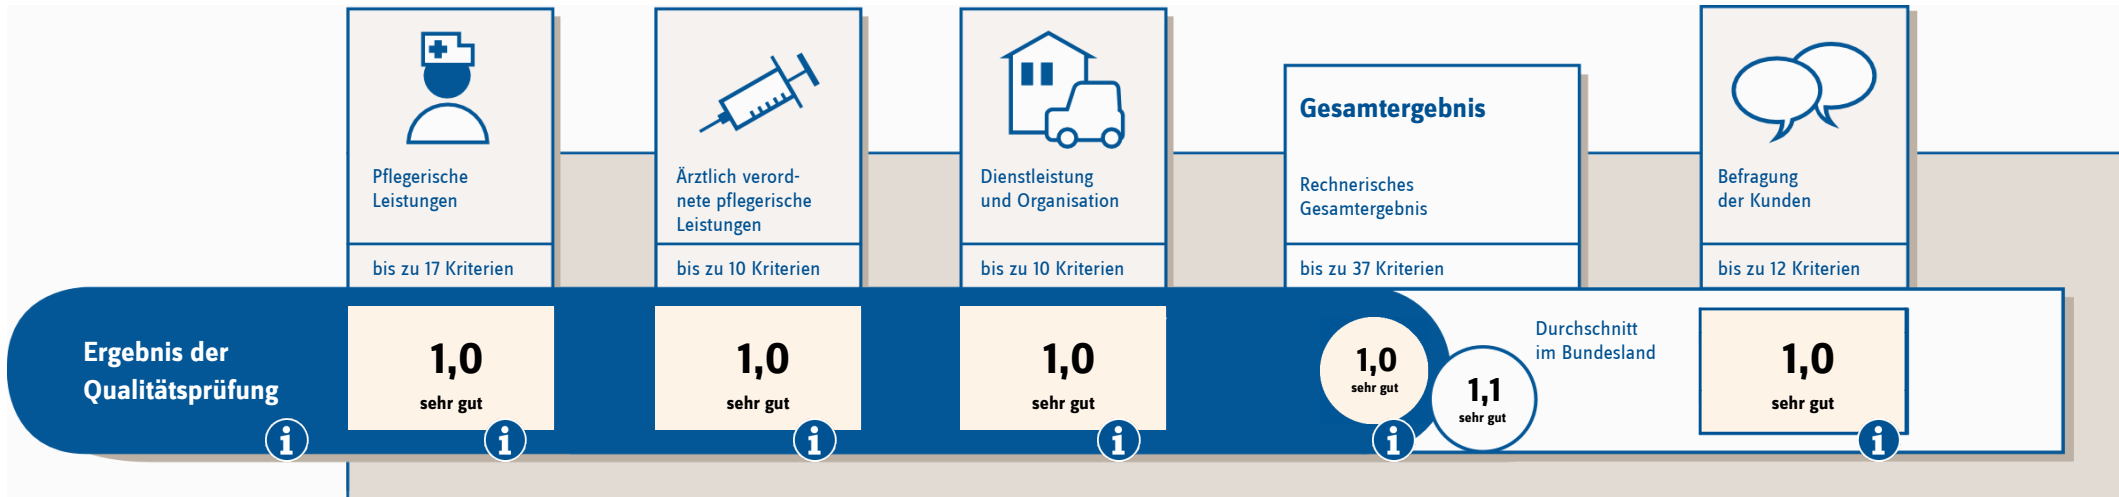 Pflegerische
Leistungen
bis zu 17 Kriterien
Ärztlich verord-
nete pflegerische
Leistungen
bis zu 10 Kriterien
Dienstleistung
und Organisation
bis zu 10 Kriterien
Gesamtergebnis
Rechnerisches
Gesamtergebnis
bis zu 37 Kriterien
Befragung
der Kunden
bis zu 12 Kriterien
Ergebnis der
Qualitätsprüfung
i
1,0
sehr gut
i
1,0
sehr gut
i
1,0
sehr gut
i
1,0
sehr gut
i
1,1
sehr gut
Durchschnitt
im Bundesland
1,0
sehr gut
i